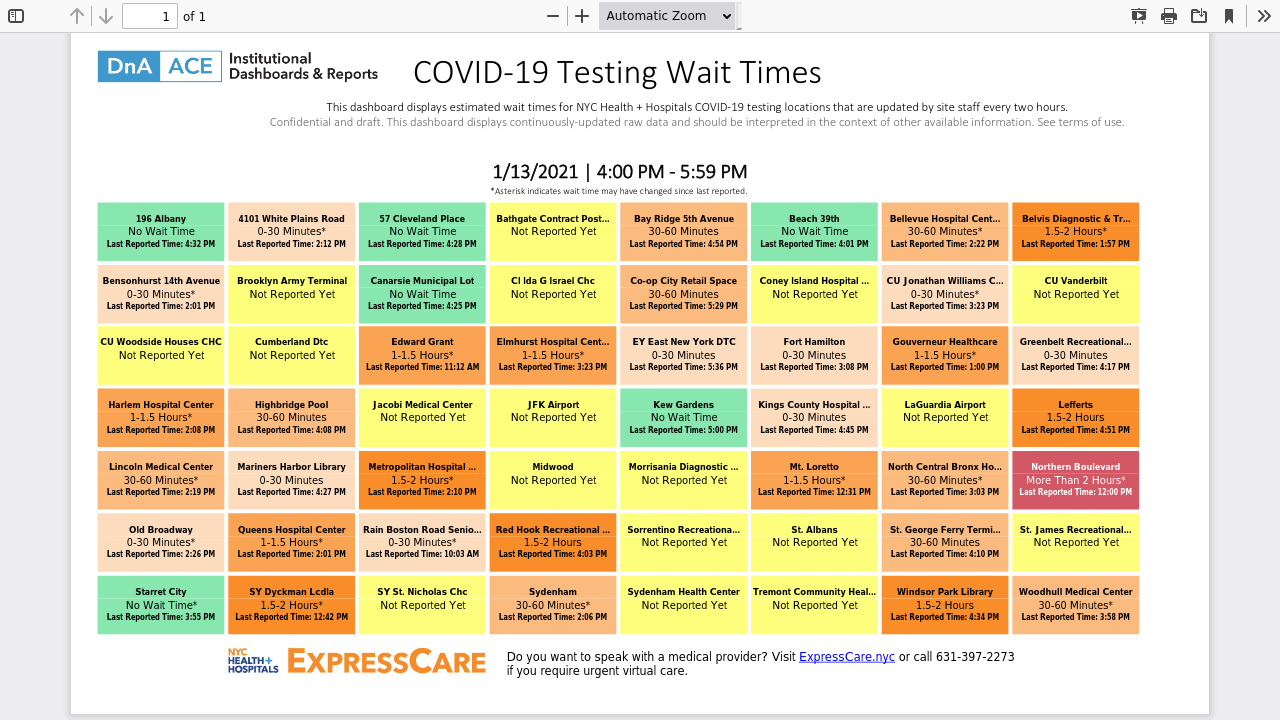 1 of 1
Automatic Zoom
DnA ACE Institutional Dashboards & Reports
COVID-19 Testing Wait Times
This dashboard displays estimated wait times for NYC Health + Hospitals COVID-19 testing locations that are updated by site staff every two hours.
Confidential and draft. This dashboard displays continuously-updated raw data and should be interpreted in the context of other available information. See terms of use.
1/13/2021 | 4:00 PM - 5:59 PM
*Asterisk indicates wait time may have changed since last reported.
196 Albany
No Wait Time
Last Reported Time: 4:32 PM
4101 White Plains Road
0-30 Minutes*
Last Reported Time: 2:12 PM
57 Cleveland Place
No Wait Time
Last Reported Time: 4:28 PM
Bathgate Contract Post...
Not Reported Yet
Bay Ridge 5th Avenue
30-60 Minutes
Last Reported Time: 4:54 PM
Beach 39th
No Wait Time
Last Reported Time: 4:01 PM
Bellevue Hospital Cent...
30-60 Minutes*
Last Reported Time: 2:22 PM
Belvis Diagnostic & Tr...
1.5-2 Hours*
Last Reported Time: 1:57 PM
Bensonhurst 14th Avenue
0-30 Minutes*
Last Reported Time: 2:01 PM
Brooklyn Army Terminal
Not Reported Yet
Canarsie Municipal Lot
No Wait Time
Last Reported Time: 4:25 PM
CI Ida G Israel Chc
Not Reported Yet
Co-op City Retail Space
30-60 Minutes
Last Reported Time: 5:29 PM
Coney Island Hospital ...
Not Reported Yet
CU Jonathan Williams C...
0-30 Minutes*
Last Reported Time: 3:23 PM
CU Vanderbilt
Not Reported Yet
CU Woodside Houses CHC
Not Reported Yet
Cumberland Dtc
Not Reported Yet
Edward Grant
1-1.5 Hours*
Last Reported Time: 11:12 AM
Elmhurst Hospital Cent...
1-1.5 Hours*
Last Reported Time: 3:23 PM
EY East New York DTC
0-30 Minutes
Last Reported Time: 5:36 PM
Fort Hamilton
0-30 Minutes
Last Reported Time: 3:08 PM
Gouverneur Healthcare
1-1.5 Hours*
Last Reported Time: 1:00 PM
Greenbelt Recreational...
0-30 Minutes
Last Reported Time: 4:17 PM
Harlem Hospital Center
1-1.5 Hours*
Last Reported Time: 2:08 PM
Highbridge Pool
30-60 Minutes
Last Reported Time: 4:08 PM
Jacobi Medical Center
Not Reported Yet
JFK Airport
Not Reported Yet
Kew Gardens
No Wait Time
Last Reported Time: 5:00 PM
Kings County Hospital ...
0-30 Minutes
Last Reported Time: 4:45 PM
LaGuardia Airport
Not Reported Yet
Lefferts
1.5-2 Hours
Last Reported Time: 4:51 PM
Lincoln Medical Center
30-60 Minutes*
Last Reported Time: 2:19 PM
Mariners Harbor Library
0-30 Minutes
Last Reported Time: 4:27 PM
Metropolitan Hospital ...
1.5-2 Hours*
Last Reported Time: 2:10 PM
Midwood
Not Reported Yet
Morrisania Diagnostic ...
Not Reported Yet
Mt. Loretto
1-1.5 Hours*
Last Reported Time: 12:31 PM
North Central Bronx Ho...
30-60 Minutes*
Last Reported Time: 3:03 PM
Northern Boulevard
More Than 2 Hours*
Last Reported Time: 12:00 PM
Old Broadway
0-30 Minutes*
Last Reported Time: 2:26 PM
Queens Hospital Center
1-1.5 Hours*
Last Reported Time: 2:01 PM
Rain Boston Road Senio...
0-30 Minutes*
Last Reported Time: 10:03 AM
Red Hook Recreational ...
1.5-2 Hours
Last Reported Time: 4:03 PM
Sorrentino Recreationa...
Not Reported Yet
St. Albans
Not Reported Yet
St. George Ferry Termi...
30-60 Minutes
Last Reported Time: 4:10 PM
St. James Recreational...
Not Reported Yet
Starret City
No Wait Time*
Last Reported Time: 3:55 PM
SY Dyckman Lcdla
1.5-2 Hours*
Last Reported Time: 12:42 PM
SY St. Nicholas Chc
Not Reported Yet
Sydenham
30-60 Minutes*
Last Reported Time: 2:06 PM
Sydenham Health Center
Not Reported Yet
Tremont Community Heal...
Not Reported Yet
Windsor Park Library
1.5-2 Hours
Last Reported Time: 4:34 PM
Woodhull Medical Center
30-60 Minutes*
Last Reported Time: 3:58 PM
NYC
HEALTH+
HOSPITALS
EXPRESSCARE
Do you want to speak with a medical provider? Visit ExpressCare.nyc or call 631-397-2273
if you require urgent virtual care.